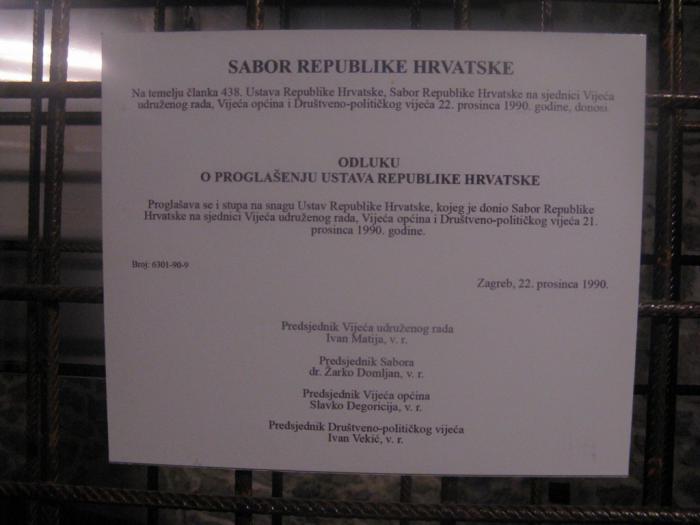 SABOR REPUBLIKE HRVATSKE
Na temelju članka 438. Ustava Republike Hrvatske, Sabor Republike Hrvatske na sjednici Vijeća
udruženog rada, Vijeća općina i Društveno-političkog vijeća 22. prosinca 1990. godine, donosi
ODLUKU
O PROGLAŠENJU USTAVA REPUBLIKE HRVATSKE
Proglašava se i stupa na snagu Ustav Republike Hrvatske, kojeg je donio Sabor Republike
Hrvatske na sjednici Vijeća udruženog rada, Vijeća općina i Društveno-političkog vijeća 21.
prosinca 1990. godine.
Broj: 6301-90-9
Zagreb, 22. prosinca 1990.
Predsjednik Vijeća udruženog rada
Ivan Matija, v. r.
Predsjednik Sabora
dr. Žarko Domljan, v. r.
Predsjednik Vijeća općina
Slavko Degoricija, v. r.
Predsjednik Društveno-političkog vijeća
Ivan Vekić, v. r.